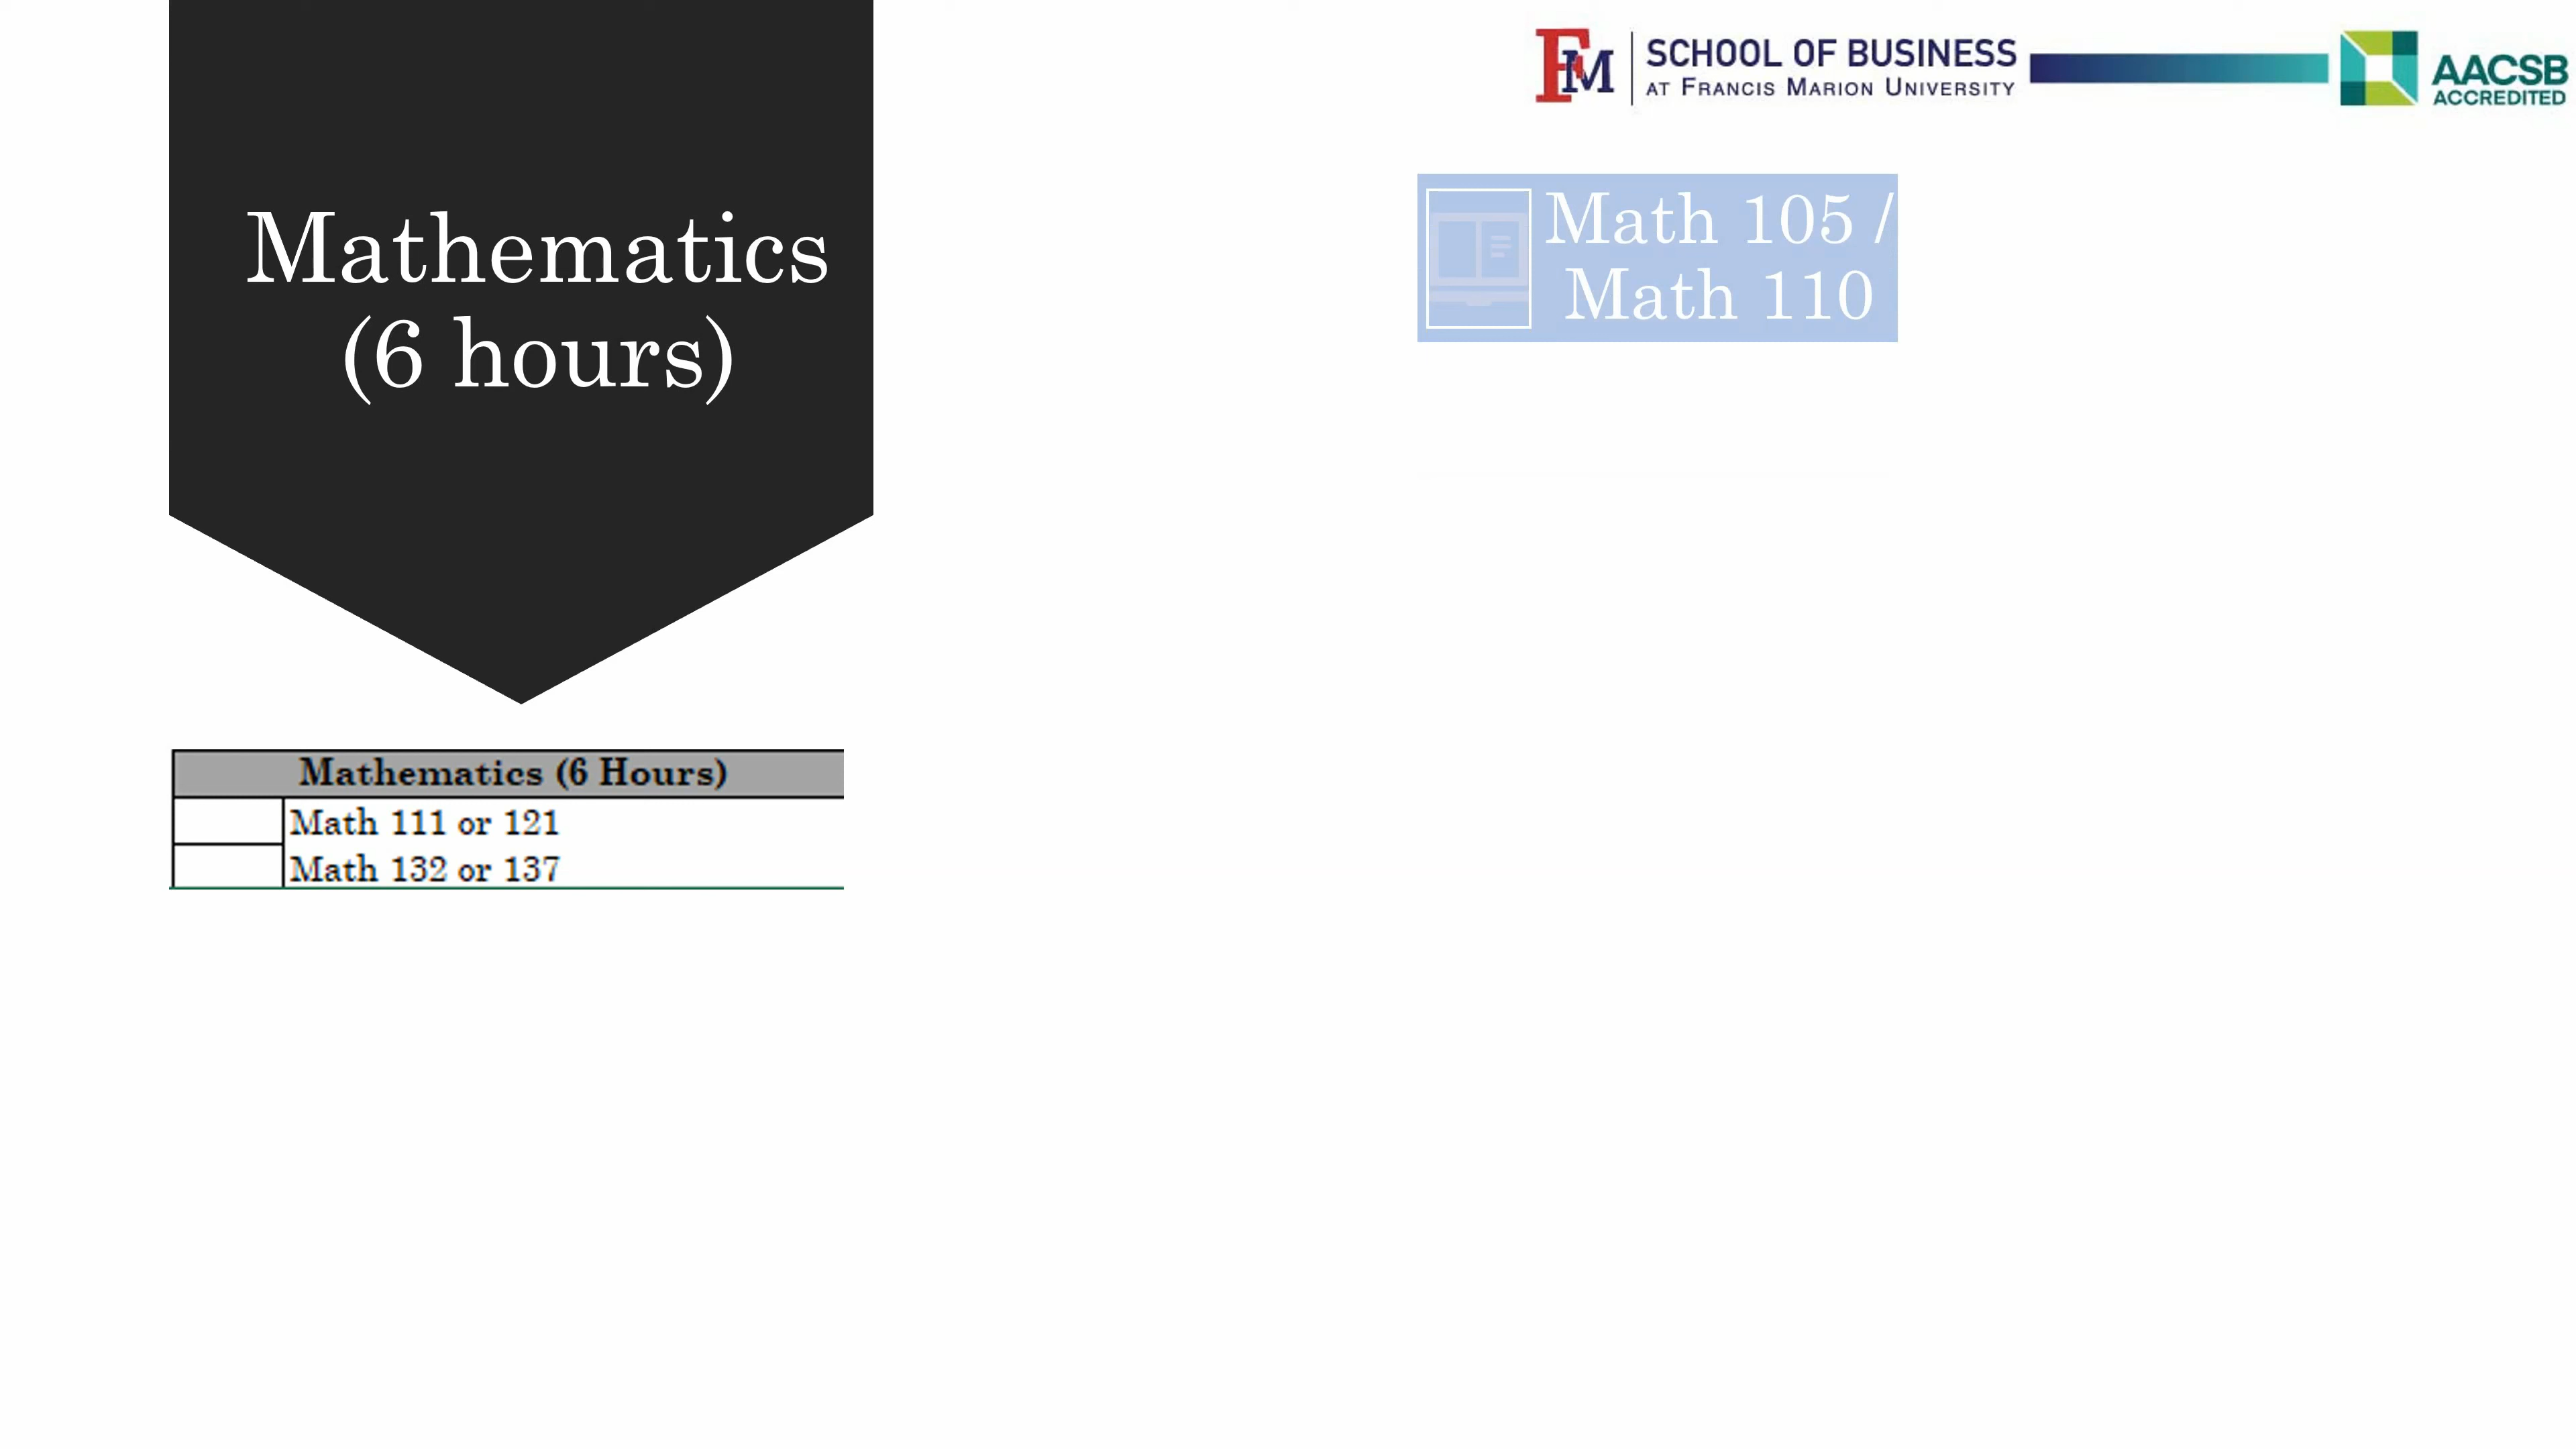 Mathematics
(6 hours)
FM
SCHOOL OF BUSINESS
AT FRANCIS MARION UNIVERSITY
AACSB
ACCREDITED
Math 105 /
Math 110
Mathematics (6 Hours)
Math 111 or 121
Math 132 or 137